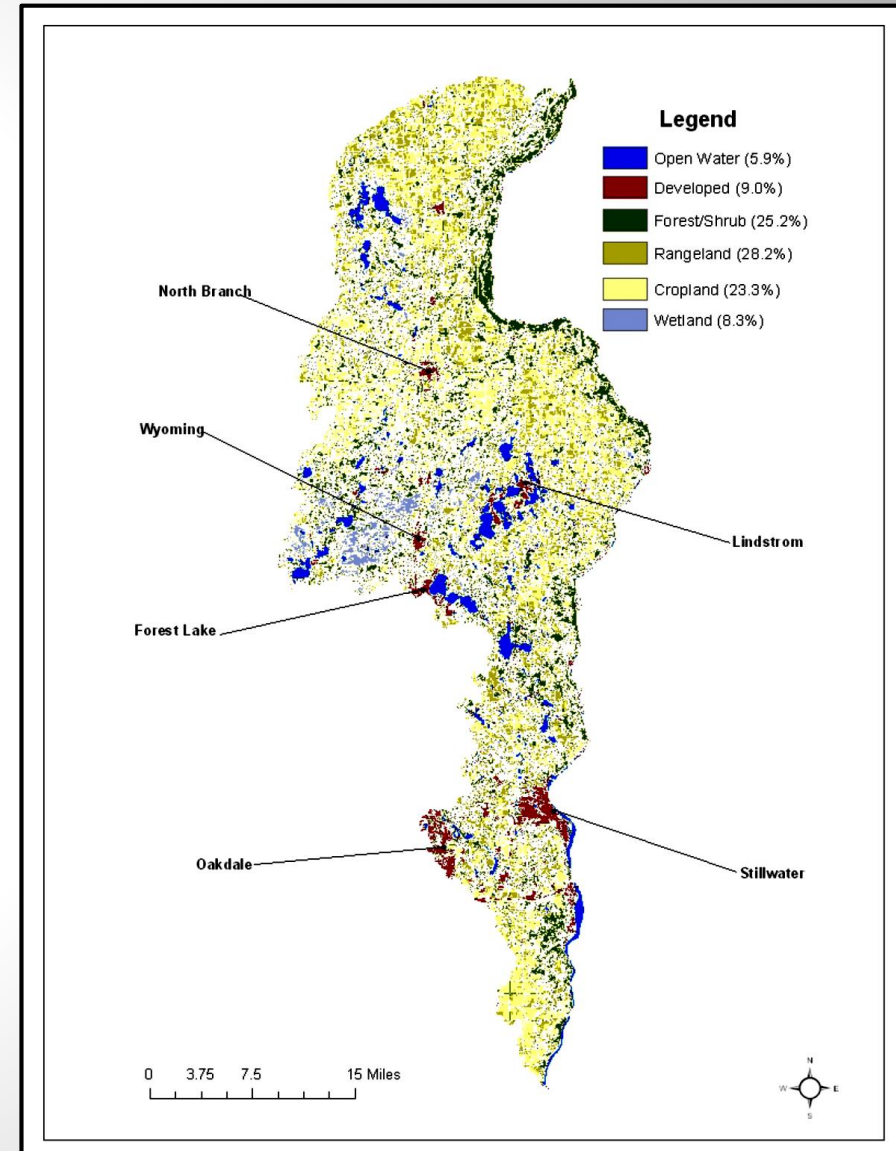 Legend
Open Water (5.9%)
Developed (9.0%)
Forest/Shrub (25.2%)
Rangeland (28.2%)
Cropland (23.3%)
Wetland (8.3%)
North Branch
Wyoming
Lindstrom
Forest Lake
Oakdale
Stillwater
0 3.75 7.5 15 Miles
N
W E
S